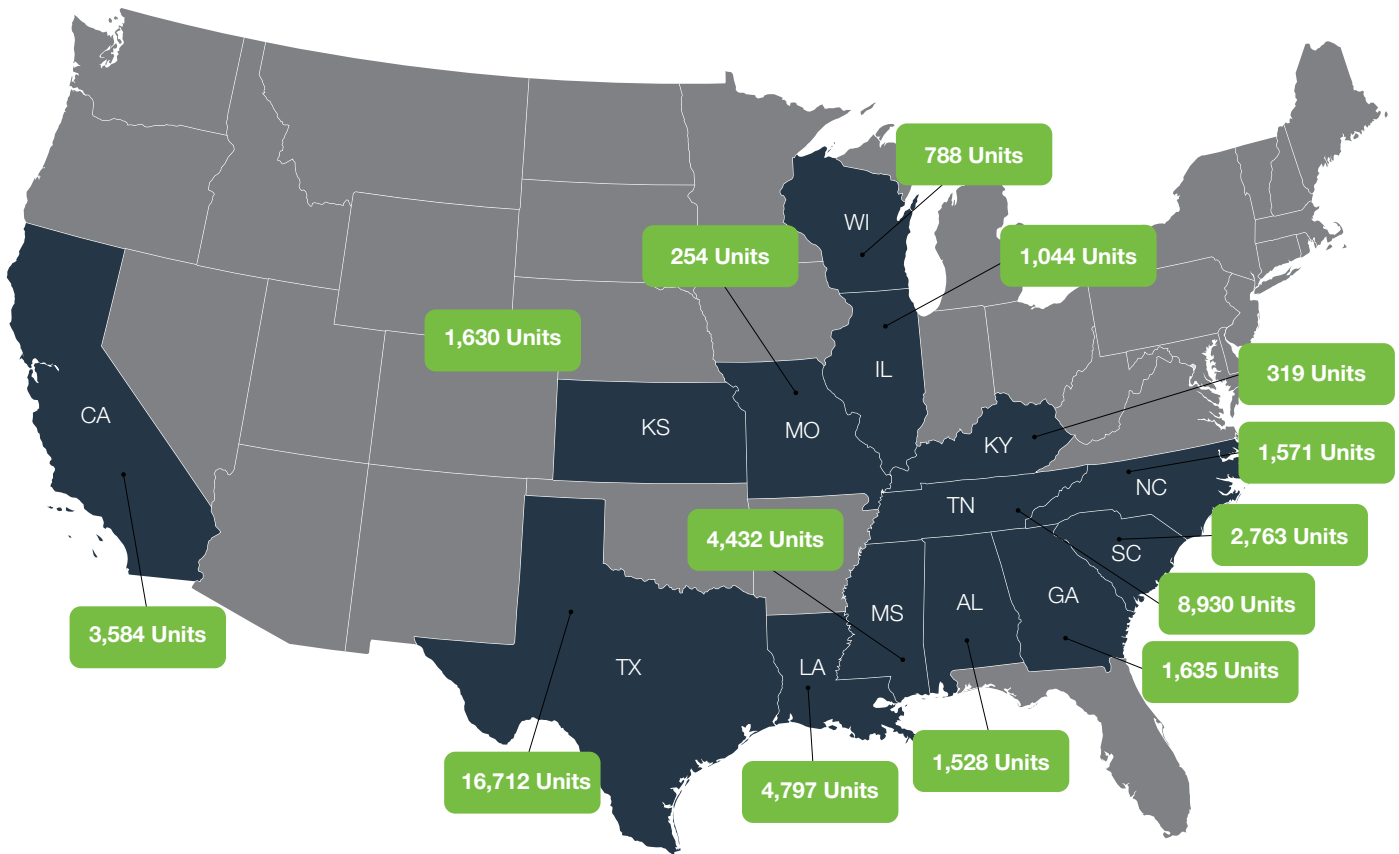 788 Units
WI
254 Units
1,044 Units
1,630 Units
IL
319 Units
CA
KS
MO
KY
1,571 Units
NC
TN
4,432 Units
2,763 Units
SC
8,930 Units
MS
AL
GA
3,584 Units
TX
LA
1,635 Units
16,712 Units
4,797 Units
1,528 Units